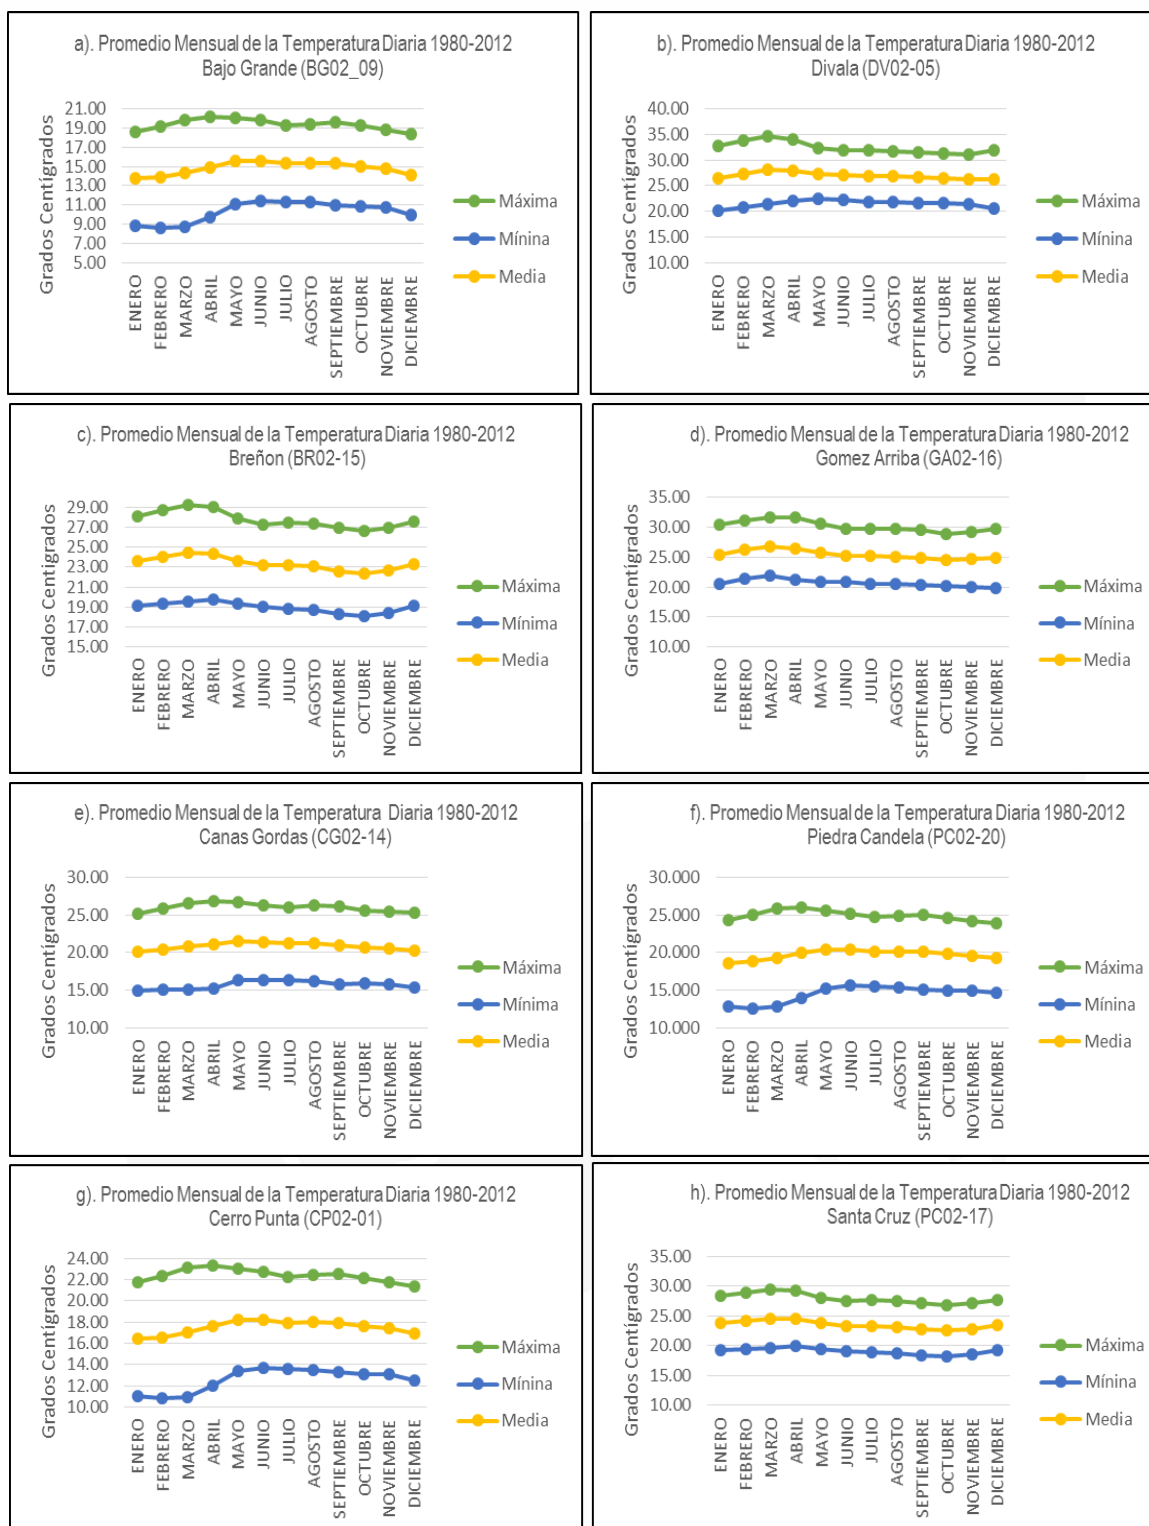 a). Promedio Mensual de la Temperatura Diaria 1980-2012
Bajo Grande (BG02_09)
Grados Centígrados
21.00
19.00
17.00
15.00
13.00
11.00
9.00
7.00
5.00
ENERO
FEBRERO
MARZO
ABRIL
MAYO
JUNIO
JULIO
AGOSTO
SEPTIEMBRE
OCTUBRE
NOVIEMBRE
DICIEMBRE
Máxima
Mínina
Media
b). Promedio Mensual de la Temperatura Diaria 1980-2012
Divala (DV02-05)
Grados Centígrados
40.00
35.00
30.00
25.00
20.00
15.00
10.00
ENERO
FEBRERO
MARZO
ABRIL
MAYO
JUNIO
JULIO
AGOSTO
SEPTIEMBRE
OCTUBRE
NOVIEMBRE
DICIEMBRE
Máxima
Mínina
Media
c). Promedio Mensual de la Temperatura Diaria 1980-2012
Breñon (BR02-15)
Grados Centígrados
29.00
27.00
25.00
23.00
21.00
19.00
17.00
15.00
ENERO
FEBRERO
MARZO
ABRIL
MAYO
JUNIO
JULIO
AGOSTO
SEPTIEMBRE
OCTUBRE
NOVIEMBRE
DICIEMBRE
Máxima
Mínima
Media
d). Promedio Mensual de la Temperatura Diaria 1980-2012
Gomez Arriba (GA02-16)
Grados Centígrados
35.00
30.00
25.00
20.00
15.00
10.00
ENERO
FEBRERO
MARZO
ABRIL
MAYO
JUNIO
JULIO
AGOSTO
SEPTIEMBRE
OCTUBRE
NOVIEMBRE
DICIEMBRE
Máxima
Mínina
Media
e). Promedio Mensual de la Temperatura Diaria 1980-2012
Canas Gordas (CG02-14)
Grados Centígrados
30.00
25.00
20.00
15.00
10.00
ENERO
FEBRERO
MARZO
ABRIL
MAYO
JUNIO
JULIO
AGOSTO
SEPTIEMBRE
OCTUBRE
NOVIEMBRE
DICIEMBRE
Máxima
Mínima
Media
f). Promedio Mensual de la Temperatura Diaria 1980-2012
Piedra Candela (PC02-20)
Grados Centígrados
30.000
25.000
20.000
15.000
10.000
ENERO
FEBRERO
MARZO
ABRIL
MAYO
JUNIO
JULIO
AGOSTO
SEPTIEMBRE
OCTUBRE
NOVIEMBRE
DICIEMBRE
Máxima
Mínina
Media
g). Promedio Mensual de la Temperatura Diaria 1980-2012
Cerro Punta (CP02-01)
Grados Centígrados
24.00
22.00
20.00
18.00
16.00
14.00
12.00
10.00
ENERO
FEBRERO
MARZO
ABRIL
MAYO
JUNIO
JULIO
AGOSTO
SEPTIEMBRE
OCTUBRE
NOVIEMBRE
DICIEMBRE
Máxima
Mínina
Media
h). Promedio Mensual de la Temperatura Diaria 1980-2012
Santa Cruz (PC02-17)
Grados Centígrados
35.00
30.00
25.00
20.00
15.00
10.00
ENERO
FEBRERO
MARZO
ABRIL
MAYO
JUNIO
JULIO
AGOSTO
SEPTIEMBRE
OCTUBRE
NOVIEMBRE
DICIEMBRE
Máxima
Mínina
Media